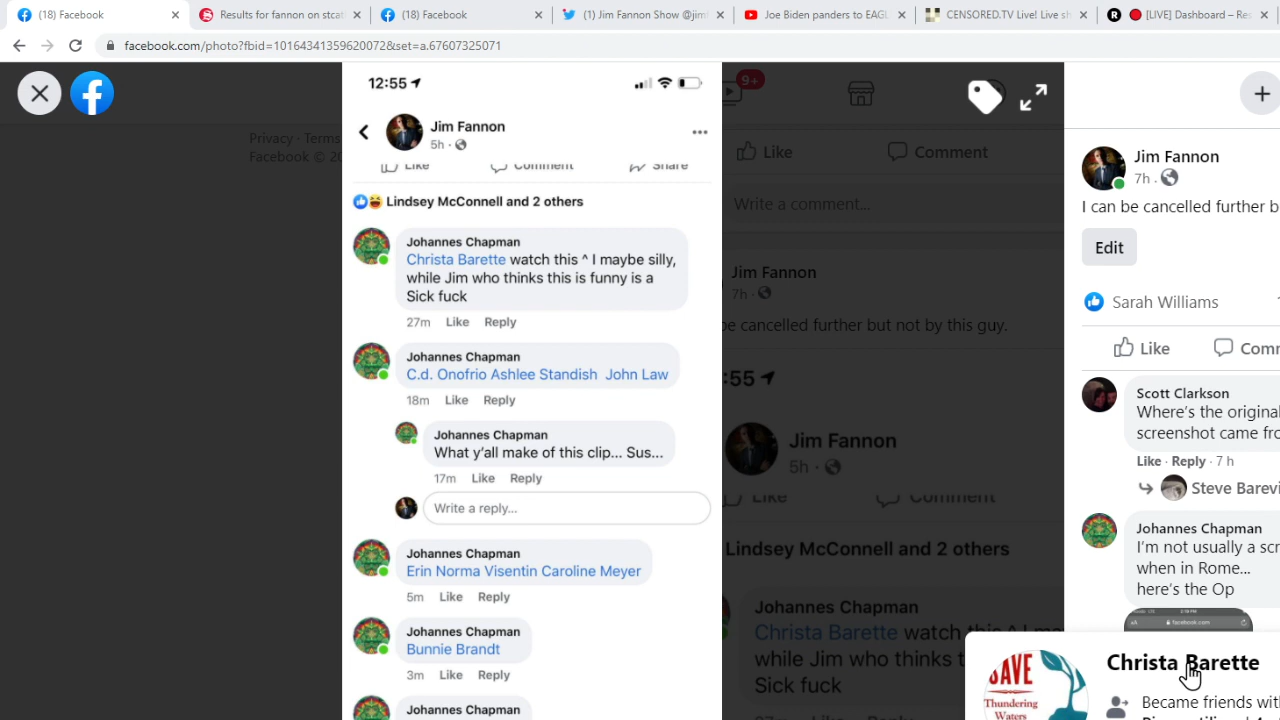 (18) Facebook
Results for fannon on stcat
(18) Facebook
(1) Jim Fannon Show @jim
Joe Biden panders to EAGL
CENSORED.TV Live! Live sh
[LIVE] Dashboard – Res
facebook.com/photo?fbid=10164341359620072&set=a.67607325071
Privacy · Terms
Facebook © 20
12:55
Jim Fannon
5h ·
Like
Comment
Share
Lindsey McConnell and 2 others
Johannes Chapman
Christa Barette watch this ^ I maybe silly,
while Jim who thinks this is funny is a
Sick fuck
27m Like Reply
Johannes Chapman
C.d. Onofrio Ashlee Standish John Law
18m Like Reply
Johannes Chapman
What y'all make of this clip... Sus...
17m Like Reply
Write a reply...
Johannes Chapman
Erin Norma Visentin Caroline Meyer
5m Like Reply
Johannes Chapman
Bunnie Brandt
3m Like Reply
Johannes Chapman
9+
Like
Comment
Write a comment...
Jim Fannon
7h ·
be cancelled further but not by this guy.
:55
Jim Fannon
5h ·
Like
Comment
Lindsey McConnell and 2 others
Johannes Chapman
Christa Barette watch this ^ I ma
while Jim who thinks t
Sick fuck
Jim Fannon
7h ·
I can be cancelled further b
Edit
Sarah Williams
Like
Comm
Scott Clarkson
Where's the original
screenshot came fro
Like · Reply · 7 h
Steve Barevi
Johannes Chapman
I'm not usually a scr
when in Rome...
here's the Op
facebook.com
SAVE
Thundering
Waters
Christa Barette
Became friends with